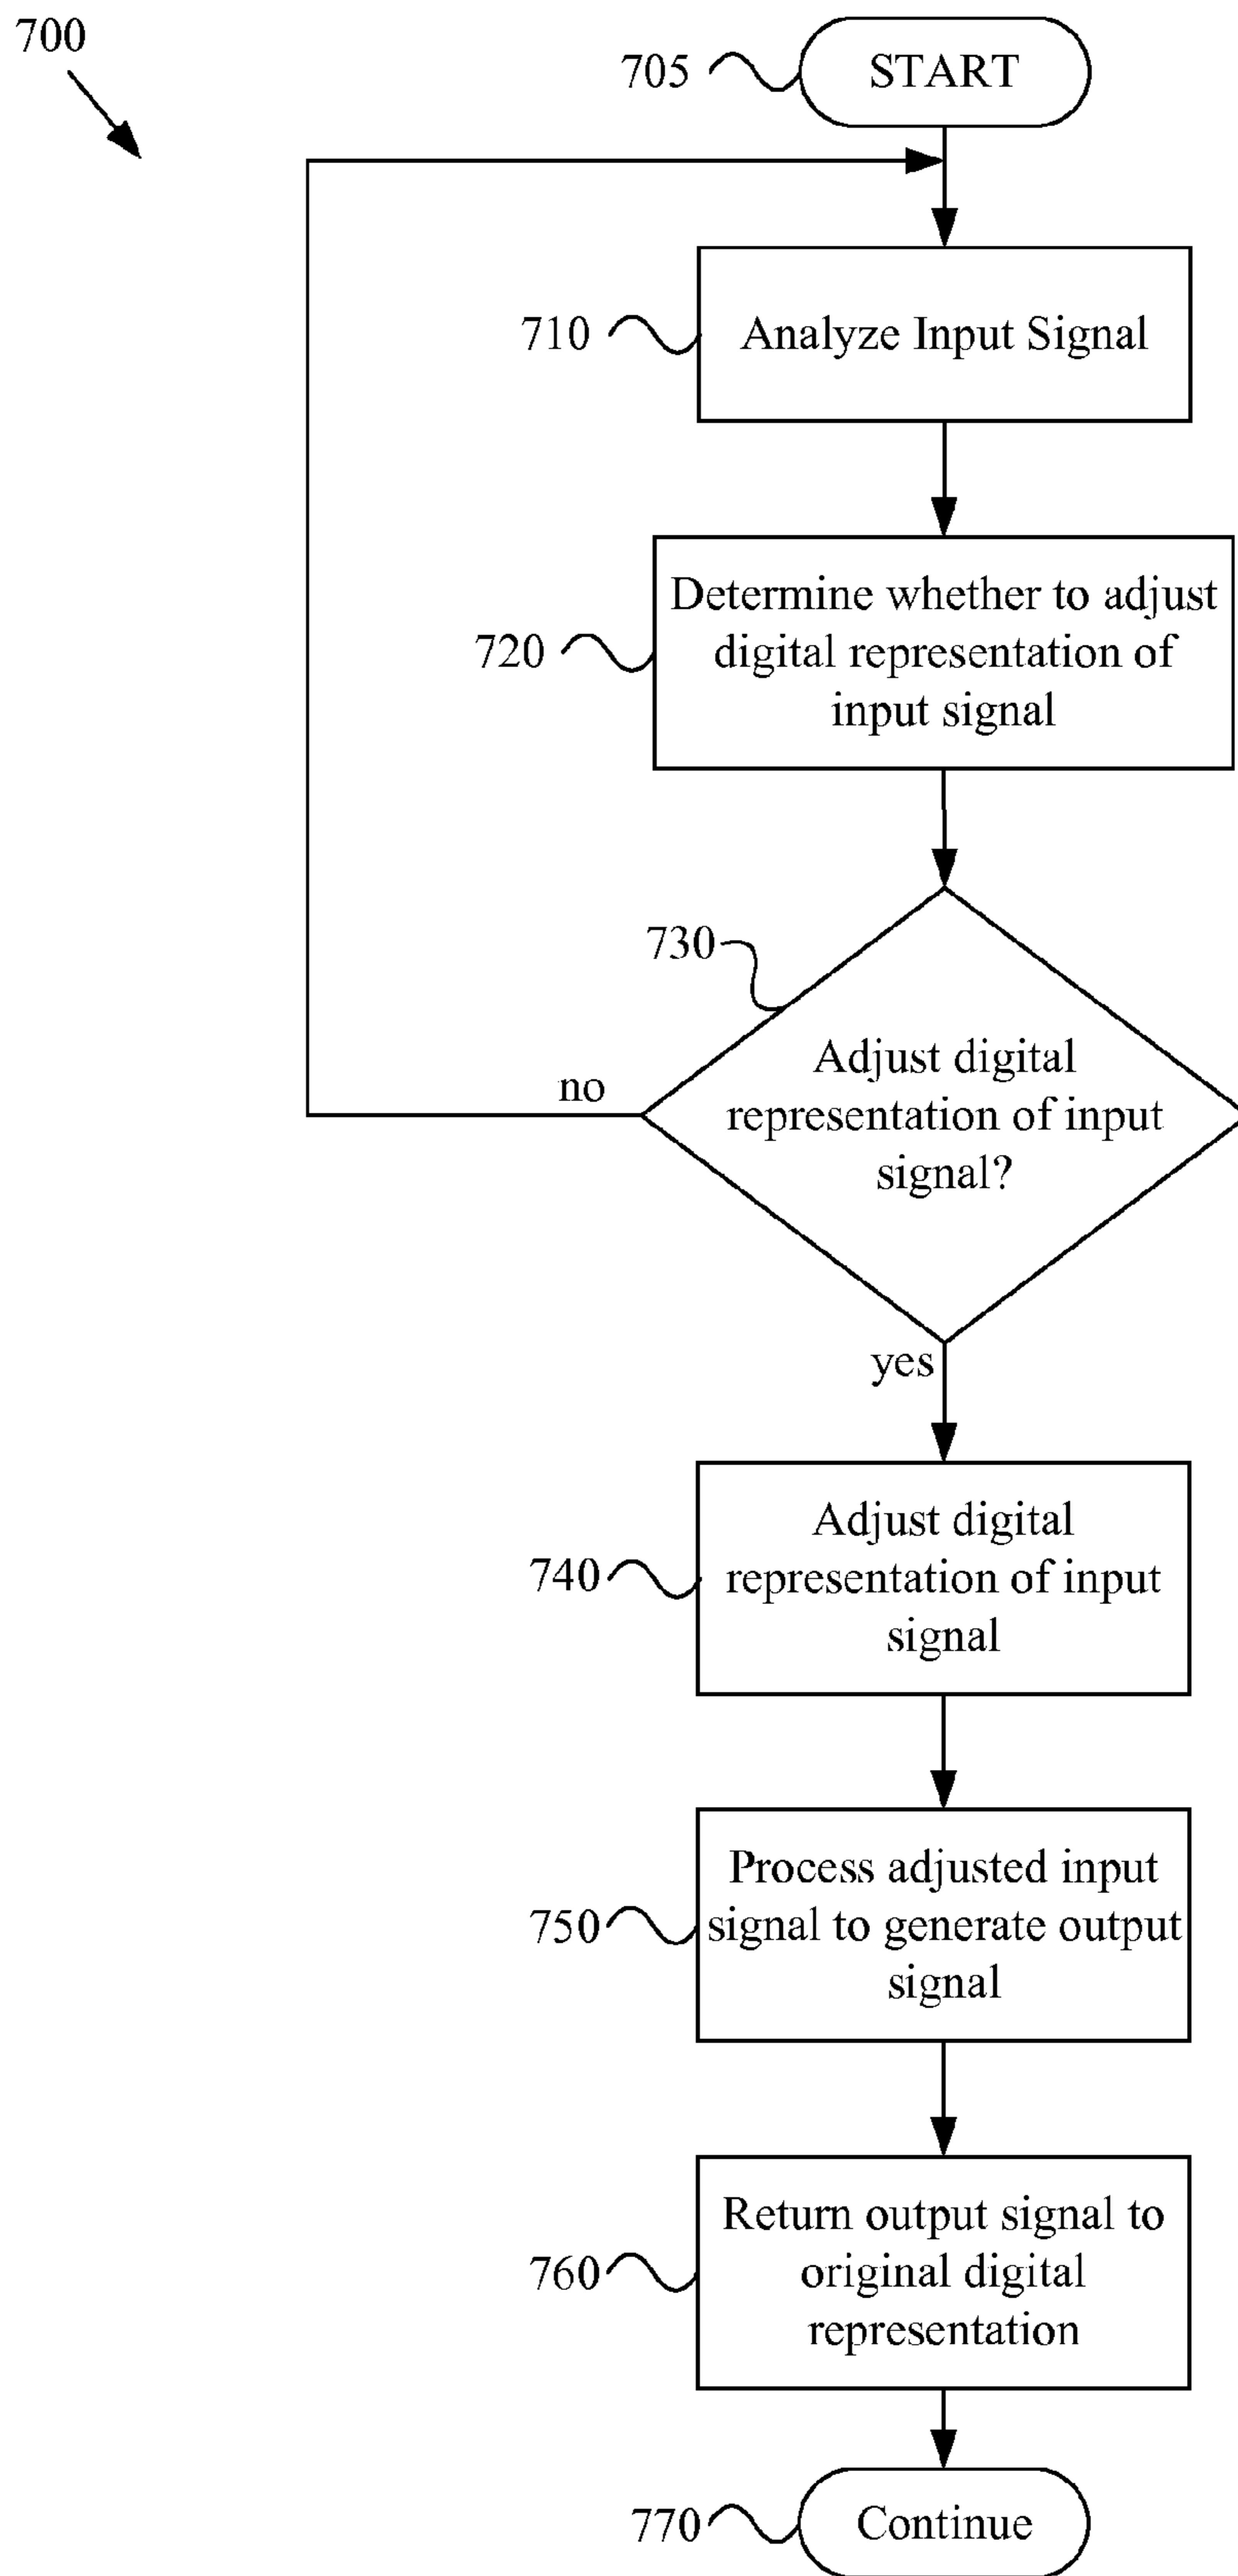 700
705
START
710
Analyze Input Signal
720
Determine whether to adjust
digital representation of
input signal
730
Adjust digital
representation of input
signal?
no
yes
740
Adjust digital
representation of input
signal
750
Process adjusted input
signal to generate output
signal
760
Return output signal to
original digital
representation
770
Continue